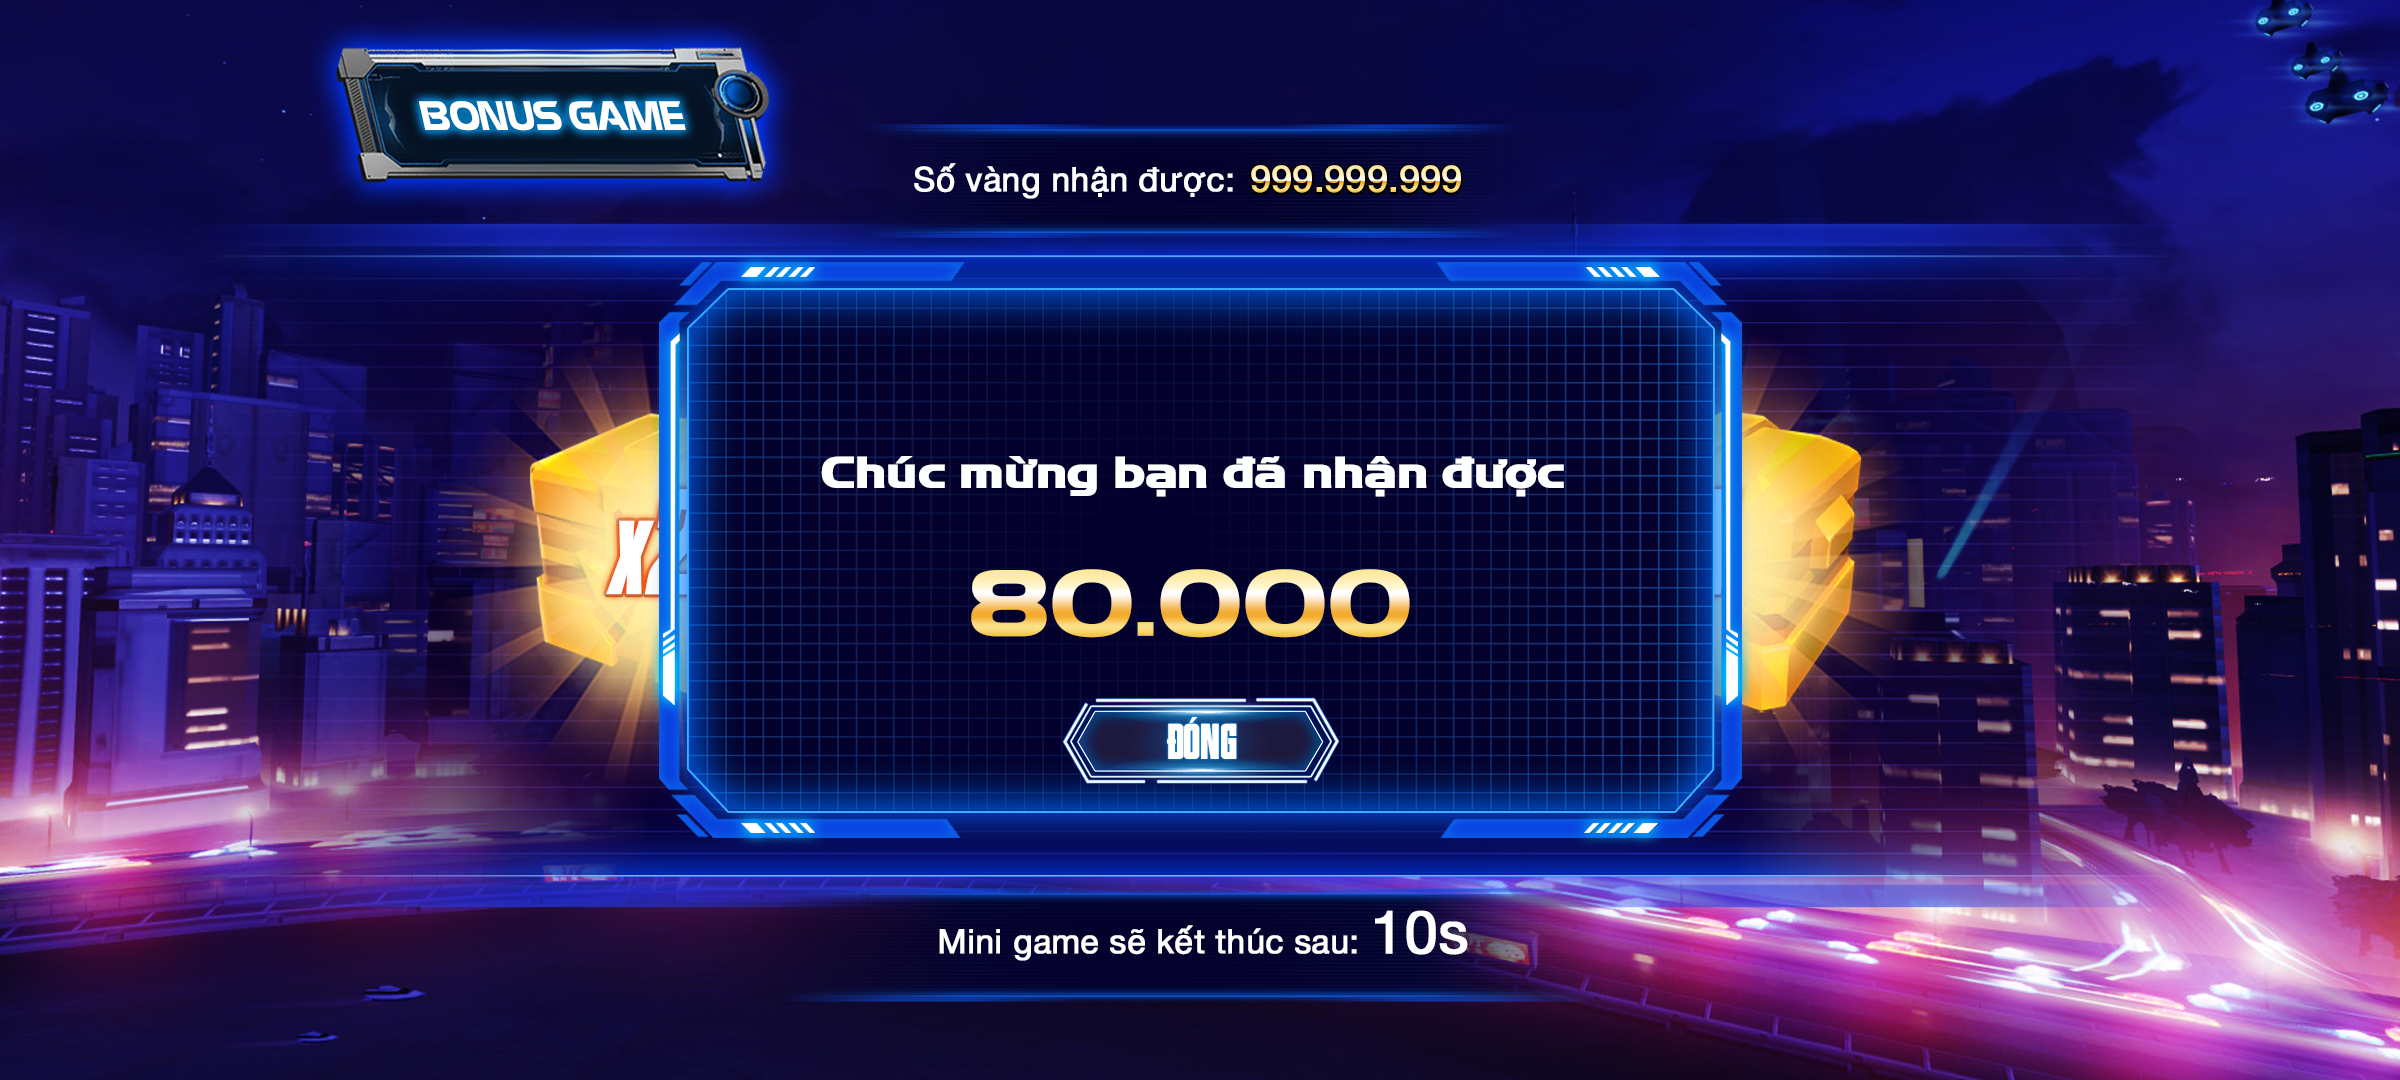 BONUS GAME
Số vàng nhận được: 999.999.999
Chúc mừng bạn đã nhận được
80.000
ĐÓNG
Mini game sẽ kết thúc sau: 10s